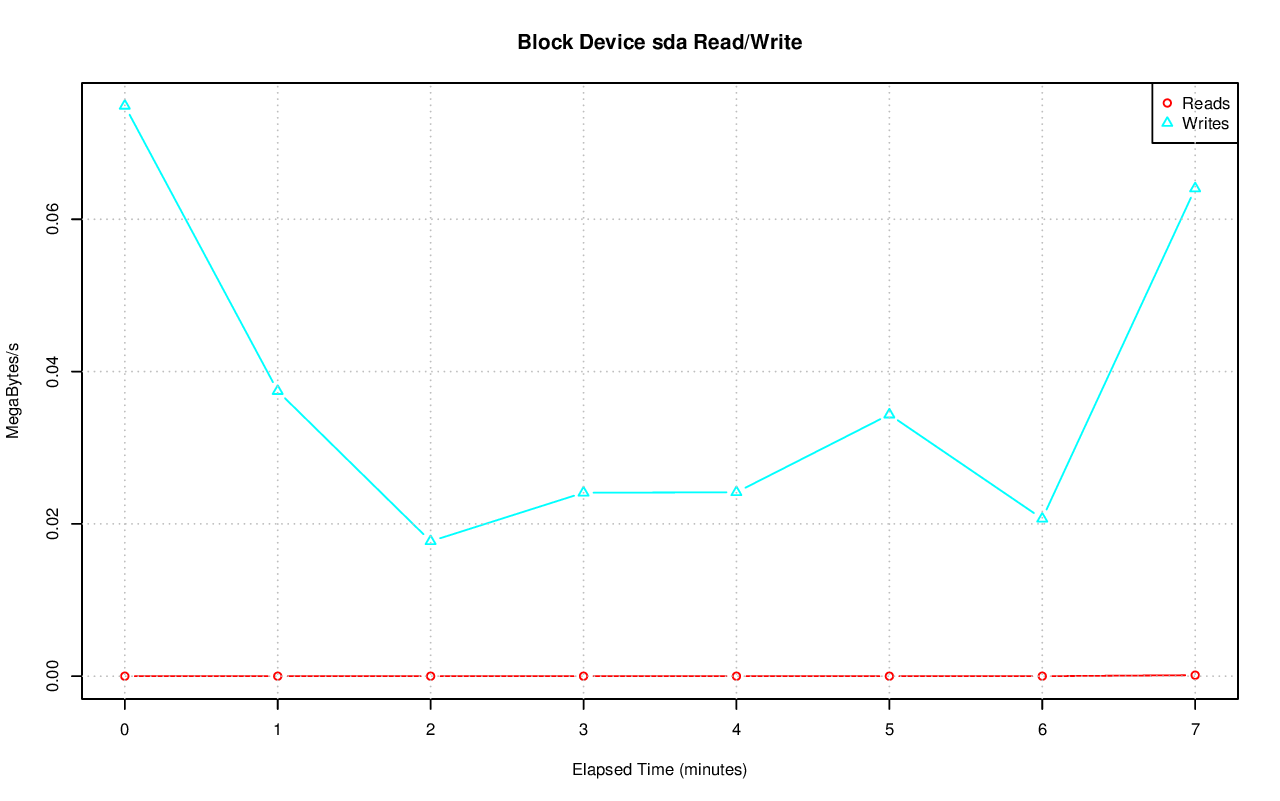 Block Device sda Read/Write
Reads
Writes
MegaBytes/s
0.06
0.04
0.02
0.00
0 1 2 3 4 5 6 7
Elapsed Time (minutes)